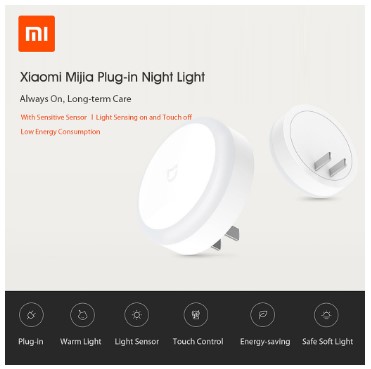 mi
Xiaomi Mijia Plug-in Night Light
Always On, Long-term Care
With Sensitive Sensor | Light Sensing on and Touch off
Low Energy Consumption
Plug-in Warm Light Light Sensor Touch Control Energy-saving Safe Soft Light